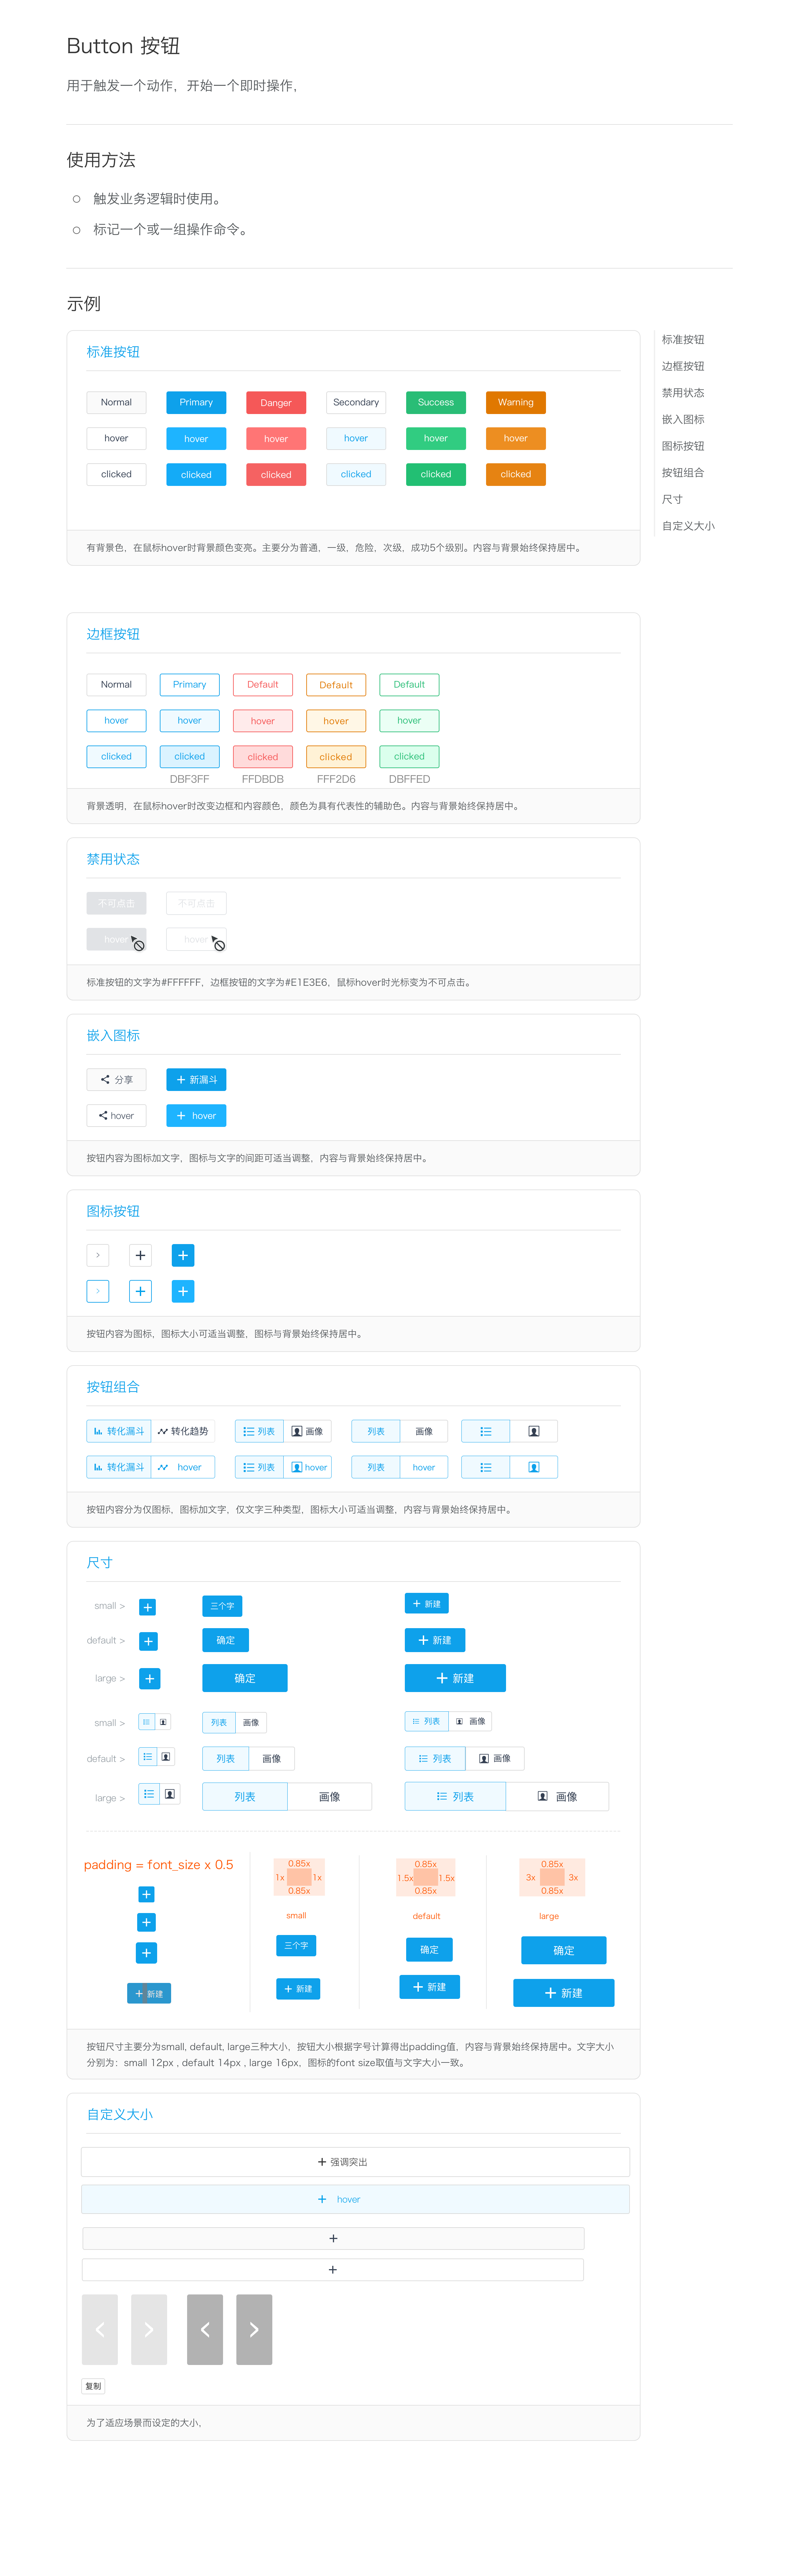 Button 按钮
用于触发一个动作，开始一个即时操作，
使用方法
触发业务逻辑时使用。
标记一个或一组操作命令。
示例
标准按钮
Normal Primary Danger Secondary Success Warning
hover hover hover hover hover hover
clicked clicked clicked clicked clicked clicked
有背景色，在鼠标hover时背景颜色变亮。主要分为普通，一级，危险，次级，成功5个级别。内容与背景始终保持居中。
标准按钮
边框按钮
禁用状态
嵌入图标
图标按钮
按钮组合
尺寸
自定义大小
边框按钮
Normal Primary Default Default Default
hover hover hover hover hover
clicked clicked clicked clicked clicked
DBF3FF FFDBDB FFF2D6 DBFFED
背景透明，在鼠标hover时改变边框和内容颜色，颜色为具有代表性的辅助色。内容与背景始终保持居中。
禁用状态
不可点击 不可点击
hover hover
标准按钮的文字为#FFFFFF，边框按钮的文字为#E1E3E6，鼠标hover时光标变为不可点击。
嵌入图标
分享 新漏斗
hover hover
按钮内容为图标加文字，图标与文字的间距可适当调整，内容与背景始终保持居中。
图标按钮
按钮内容为图标，图标大小可适当调整，图标与背景始终保持居中。
按钮组合
转化漏斗 转化趋势 列表 画像 列表 画像
转化漏斗 hover 列表 hover 列表 hover
按钮内容分为仅图标，图标加文字，仅文字三种类型，图标大小可适当调整，内容与背景始终保持居中。
尺寸
small > 三个字 新建
default > 确定 新建
large > 确定 新建
small > 列表 画像 列表 画像
default > 列表 画像 列表 画像
large > 列表 画像 列表 画像
padding = font_size x 0.5
新建
0.85x
1x 1x
0.85x
small
三个字
新建
0.85x
1.5x 1.5x
0.85x
default
确定
新建
0.85x
3x 3x
0.85x
large
确定
新建
按钮尺寸主要分为small, default, large三种大小，按钮大小根据字号计算得出padding值，内容与背景始终保持居中。文字大小
分别为：small 12px , default 14px , large 16px，图标的font size取值与文字大小一致。
自定义大小
强调突出
hover
复制
为了适应场景而设定的大小，